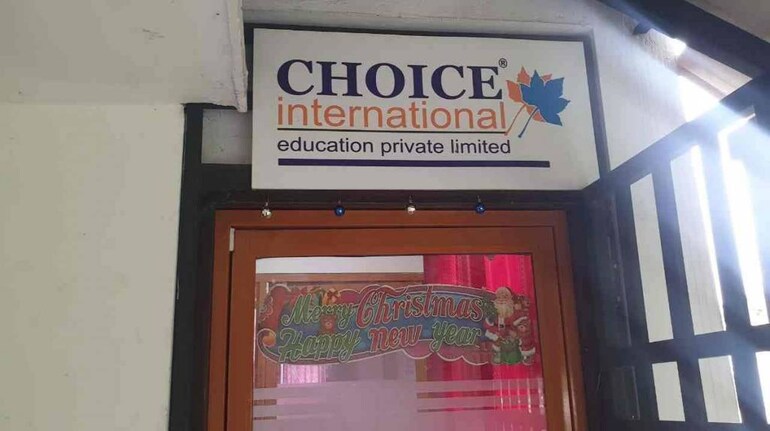 CHOICE®
international
education private limited
Merry Christmas
Happy new year